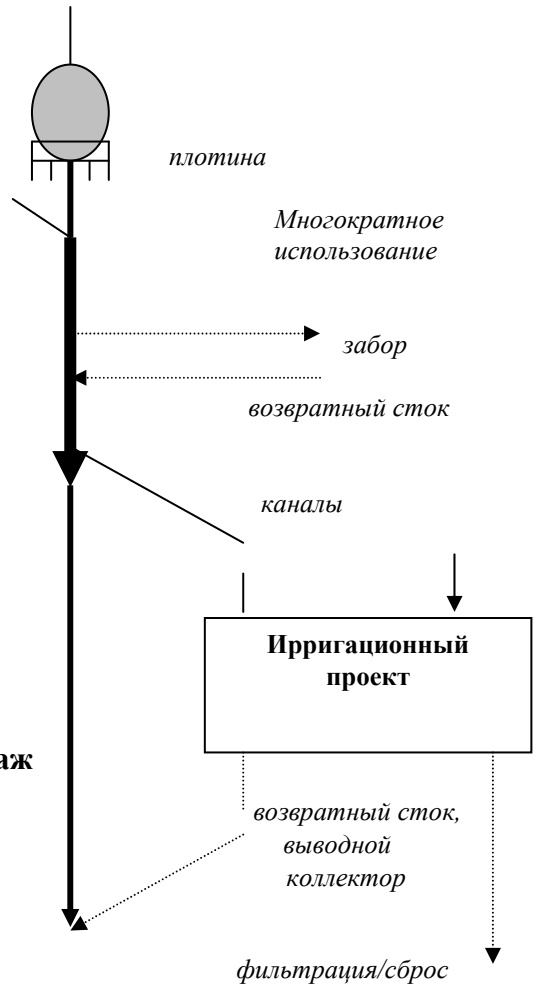 плотина
Многократное
использование
забор
возвратный сток
каналы
Ирригационный
проект
возвратный сток,
выводной
коллектор
фильтрация/сброс